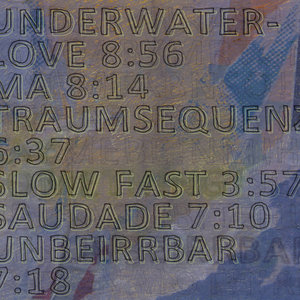 UNDERWATER-
LOVE 8:56
MA 8:14
TRAUMSEQUENZ
6:37
SLOW FAST 3:57
SAUDADE 7:10
UNBEIRRBAR
7:18